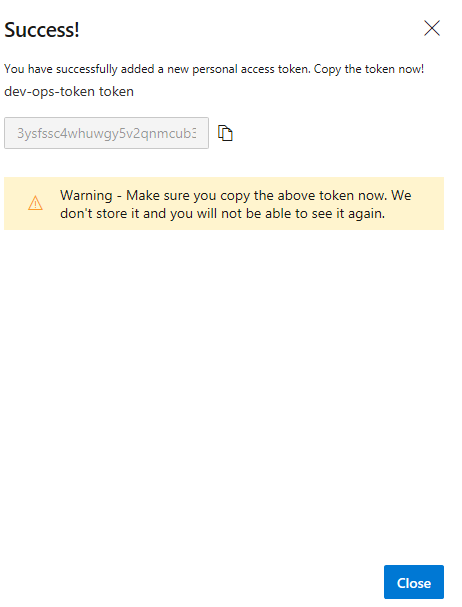 Success!
You have successfully added a new personal access token. Copy the token now!
dev-ops-token token
3ysfssc4whuwgy5v2qnmcub3
Warning - Make sure you copy the above token now. We
don't store it and you will not be able to see it again.
Close